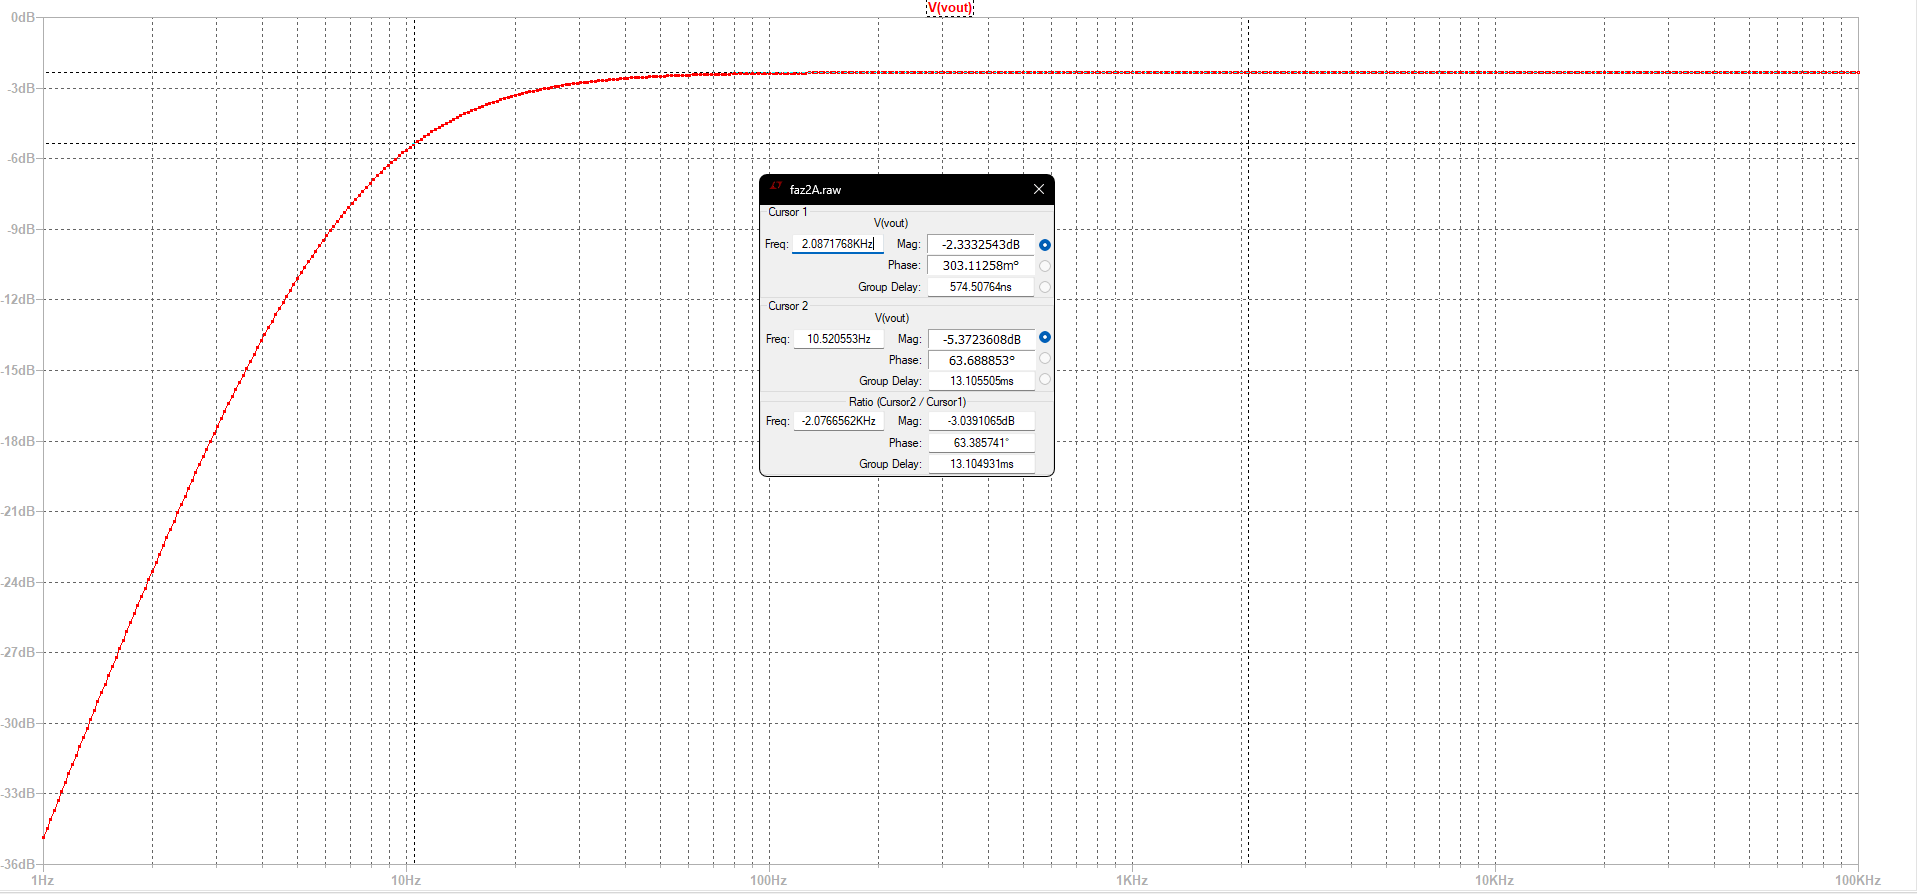 V(vout)
0dB
-3dB
-6dB
-9dB
-12dB
-15dB
-18dB
-21dB
-24dB
-27dB
-30dB
-33dB
-36dB
1Hz 10Hz 100Hz 1KHz 10KHz 100KHz
faz2A.raw
Cursor 1
V(vout)
Freq: 2.0871768KHz Mag: -2.3332543dB
Phase: 303.11258m°
Group Delay: 574.50764ns
Cursor 2
V(vout)
Freq: 10.520553Hz Mag: -5.3723608dB
Phase: 63.688853°
Group Delay: 13.105505ms
Ratio (Cursor2 / Cursor1)
Freq: -2.0766562KHz Mag: -3.0391065dB
Phase: 63.385741°
Group Delay: 13.104931ms